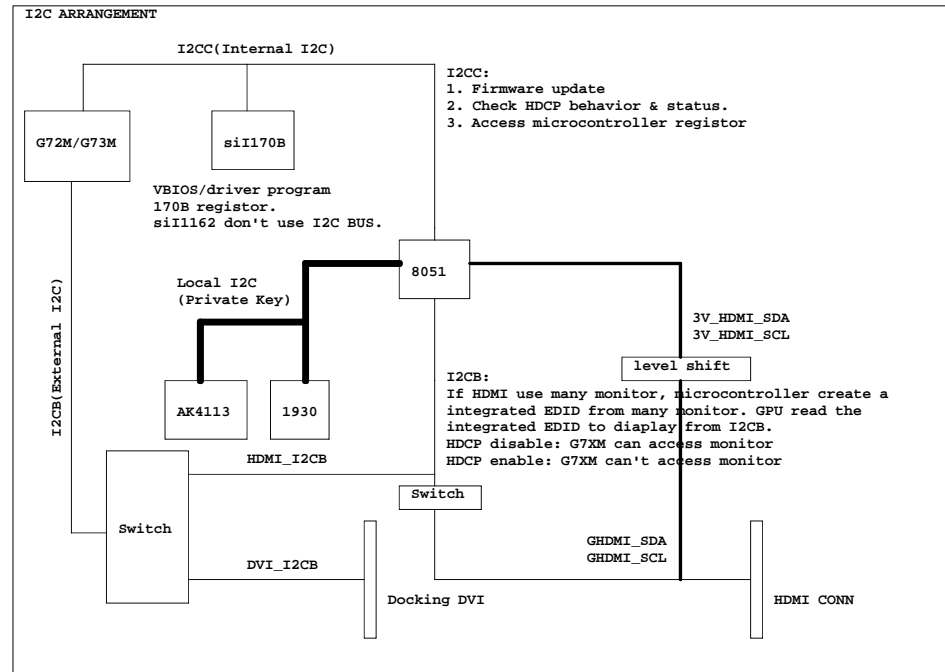 I2C ARRANGEMENT
I2CC(Internal I2C)
I2CC:
1. Firmware update
2. Check HDCP behavior & status.
3. Access microcontroller registor
G72M/G73M
siI170B
VBIOS/driver program
170B registor.
siI1162 don't use I2C BUS.
8051
Local I2C
(Private Key)
I2CB(External I2C)
3V_HDMI_SDA
3V_HDMI_SCL
level shift
AK4113
1930
I2CB:
If HDMI use many monitor, microcontroller create a
integrated EDID from many monitor. GPU read the
integrated EDID to diaplay from I2CB.
HDCP disable: G7XM can access monitor
HDCP enable: G7XM can't access monitor
HDMI_I2CB
Switch
Switch
GHDMI_SDA
GHDMI_SCL
DVI_I2CB
Docking DVI
HDMI CONN